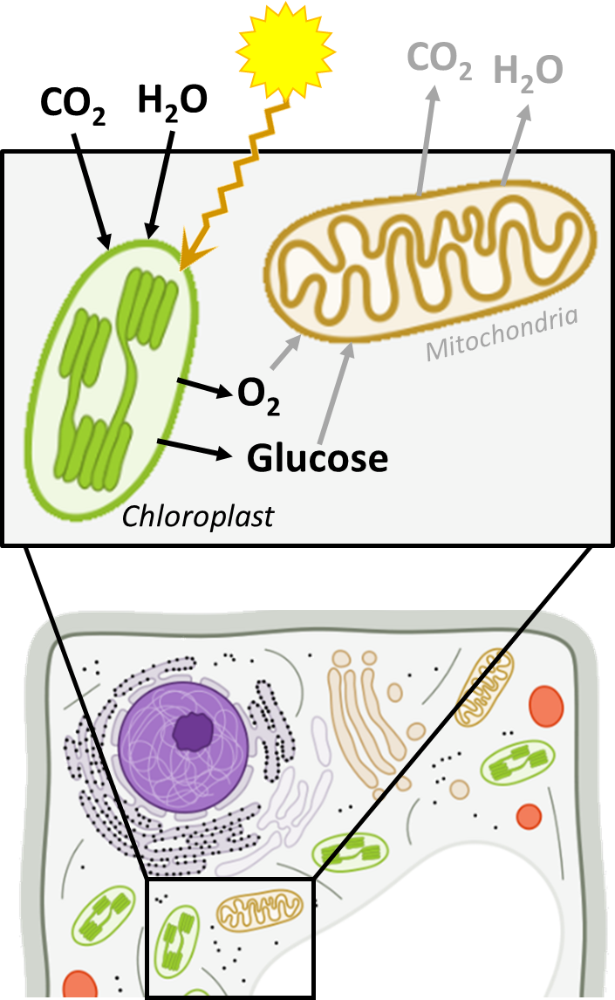 CO₂ H₂O
CO₂ H₂O
Mitochondria
O₂
Glucose
Chloroplast